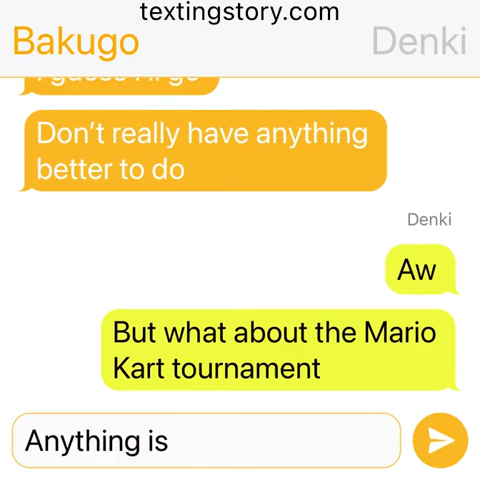 textingstory.com
Bakugo Denki
Don't really have anything
better to do
Denki
Aw
But what about the Mario
Kart tournament
Anything is